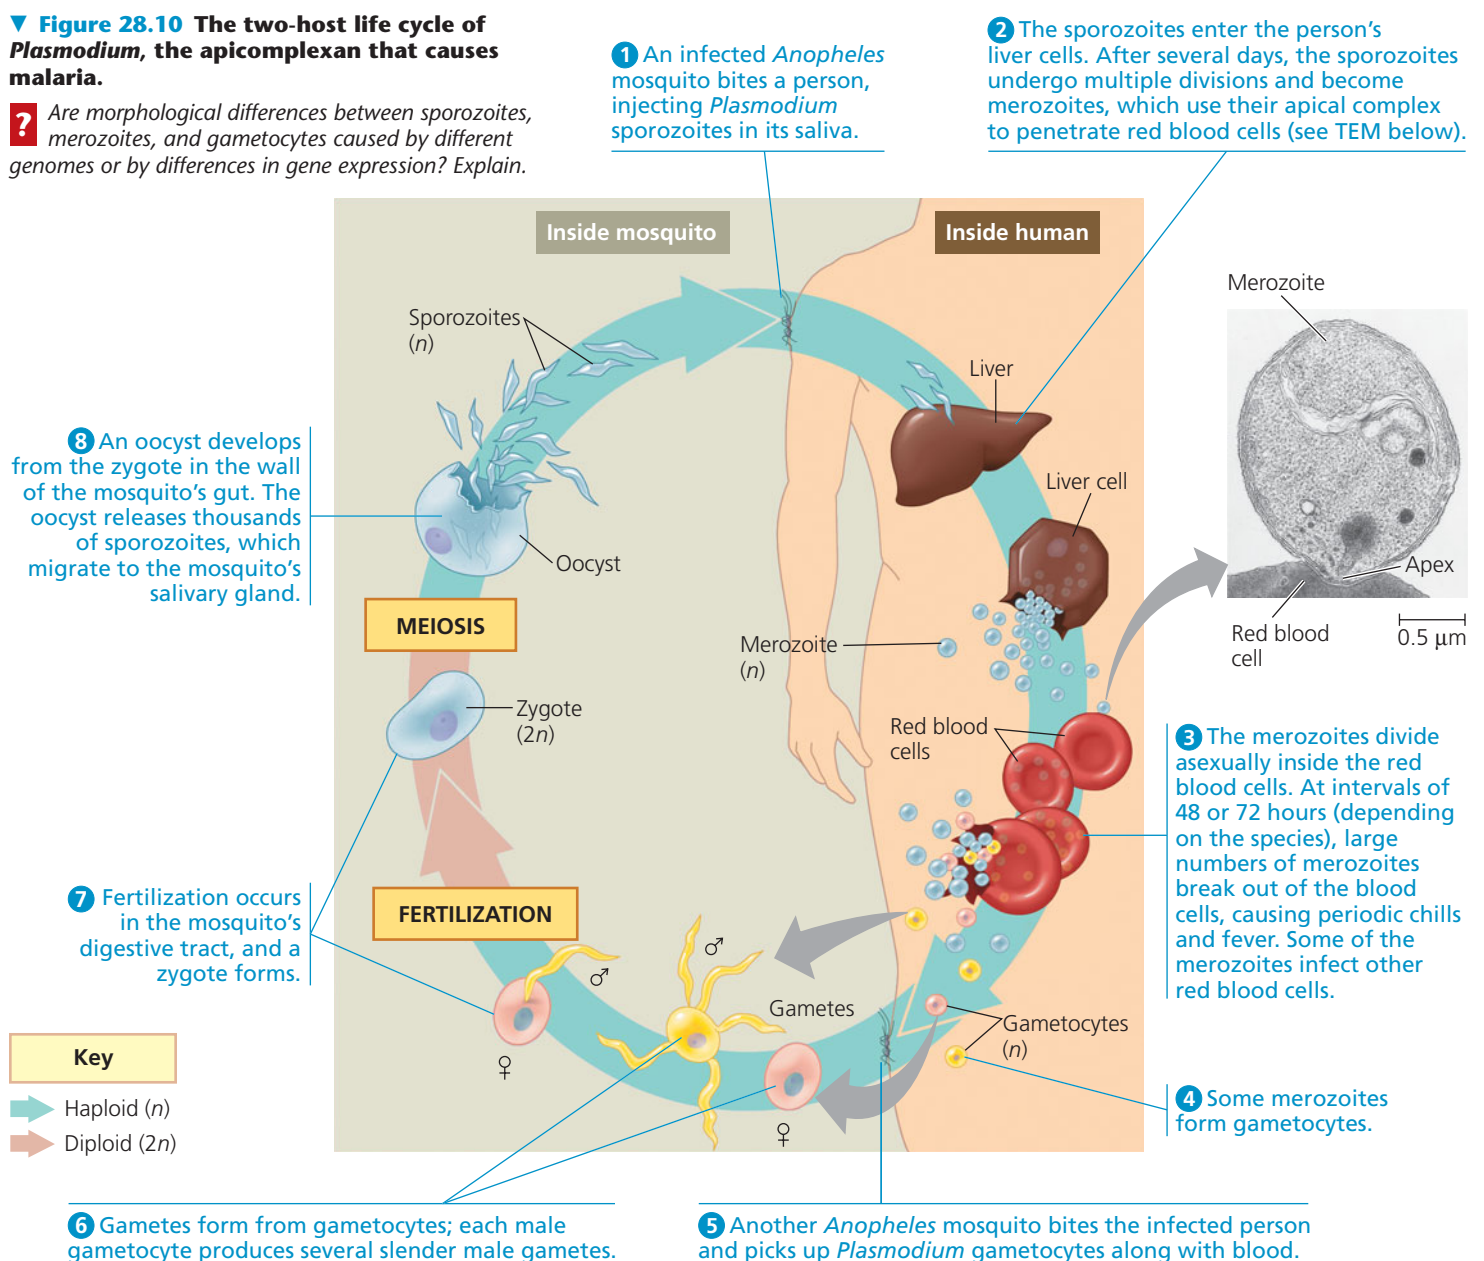 ▼ Figure 28.10 The two-host life cycle of
Plasmodium, the apicomplexan that causes
malaria.
? Are morphological differences between sporozoites,
merozoites, and gametocytes caused by different
genomes or by differences in gene expression? Explain.
1 An infected Anopheles
mosquito bites a person,
injecting Plasmodium
sporozoites in its saliva.
2 The sporozoites enter the person's
liver cells. After several days, the sporozoites
undergo multiple divisions and become
merozoites, which use their apical complex
to penetrate red blood cells (see TEM below).
Inside mosquito
Inside human
Sporozoites
(n)
Liver
Liver cell
Merozoite
Apex
Red blood
cell
0.5 µm
8 An oocyst develops
from the zygote in the wall
of the mosquito's gut. The
oocyst releases thousands
of sporozoites, which
migrate to the mosquito's
salivary gland.
Oocyst
MEIOSIS
Merozoite
(n)
Zygote
(2n)
Red blood
cells
3 The merozoites divide
asexually inside the red
blood cells. At intervals of
48 or 72 hours (depending
on the species), large
numbers of merozoites
break out of the blood
cells, causing periodic chills
and fever. Some of the
merozoites infect other
red blood cells.
7 Fertilization occurs
in the mosquito's
digestive tract, and a
zygote forms.
FERTILIZATION
♂
♂
Gametes
♀
♀
Gametocytes
(n)
4 Some merozoites
form gametocytes.
Key
Haploid (n)
Diploid (2n)
6 Gametes form from gametocytes; each male
gametocyte produces several slender male gametes.
5 Another Anopheles mosquito bites the infected person
and picks up Plasmodium gametocytes along with blood.